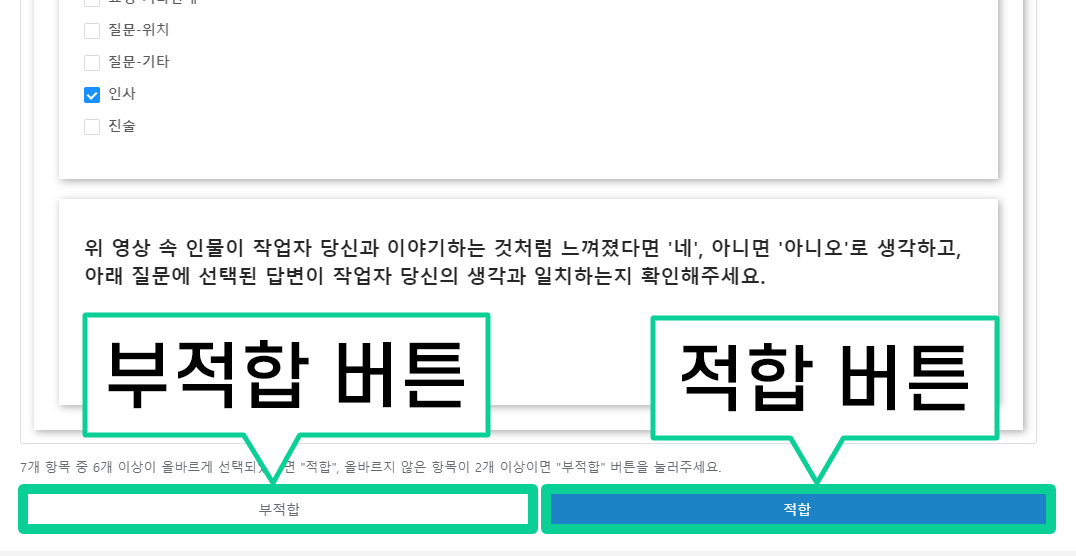 질문-위치
질문-기타
인사
진술
위 영상 속 인물이 작업자 당신과 이야기하는 것처럼 느껴졌다면 '네', 아니면 '아니오'로 생각하고,
아래 질문에 선택된 답변이 작업자 당신의 생각과 일치하는지 확인해주세요.
부적합 버튼
적합 버튼
7개 항목 중 6개 이상이 올바르게 선택되 면 "적합", 올바르지 않은 항목이 2개 이상이면 "부적합" 버튼을 눌러주세요.
부적합
적합